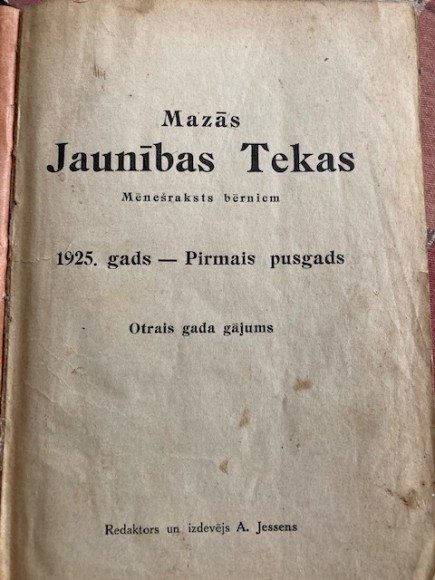 Mazās
Jaunības Tekas
Mēnešraksts bērniem
1925. gads — Pirmais pusgads
Otrais gada gājums
Redaktors un izdevējs A. Jessens